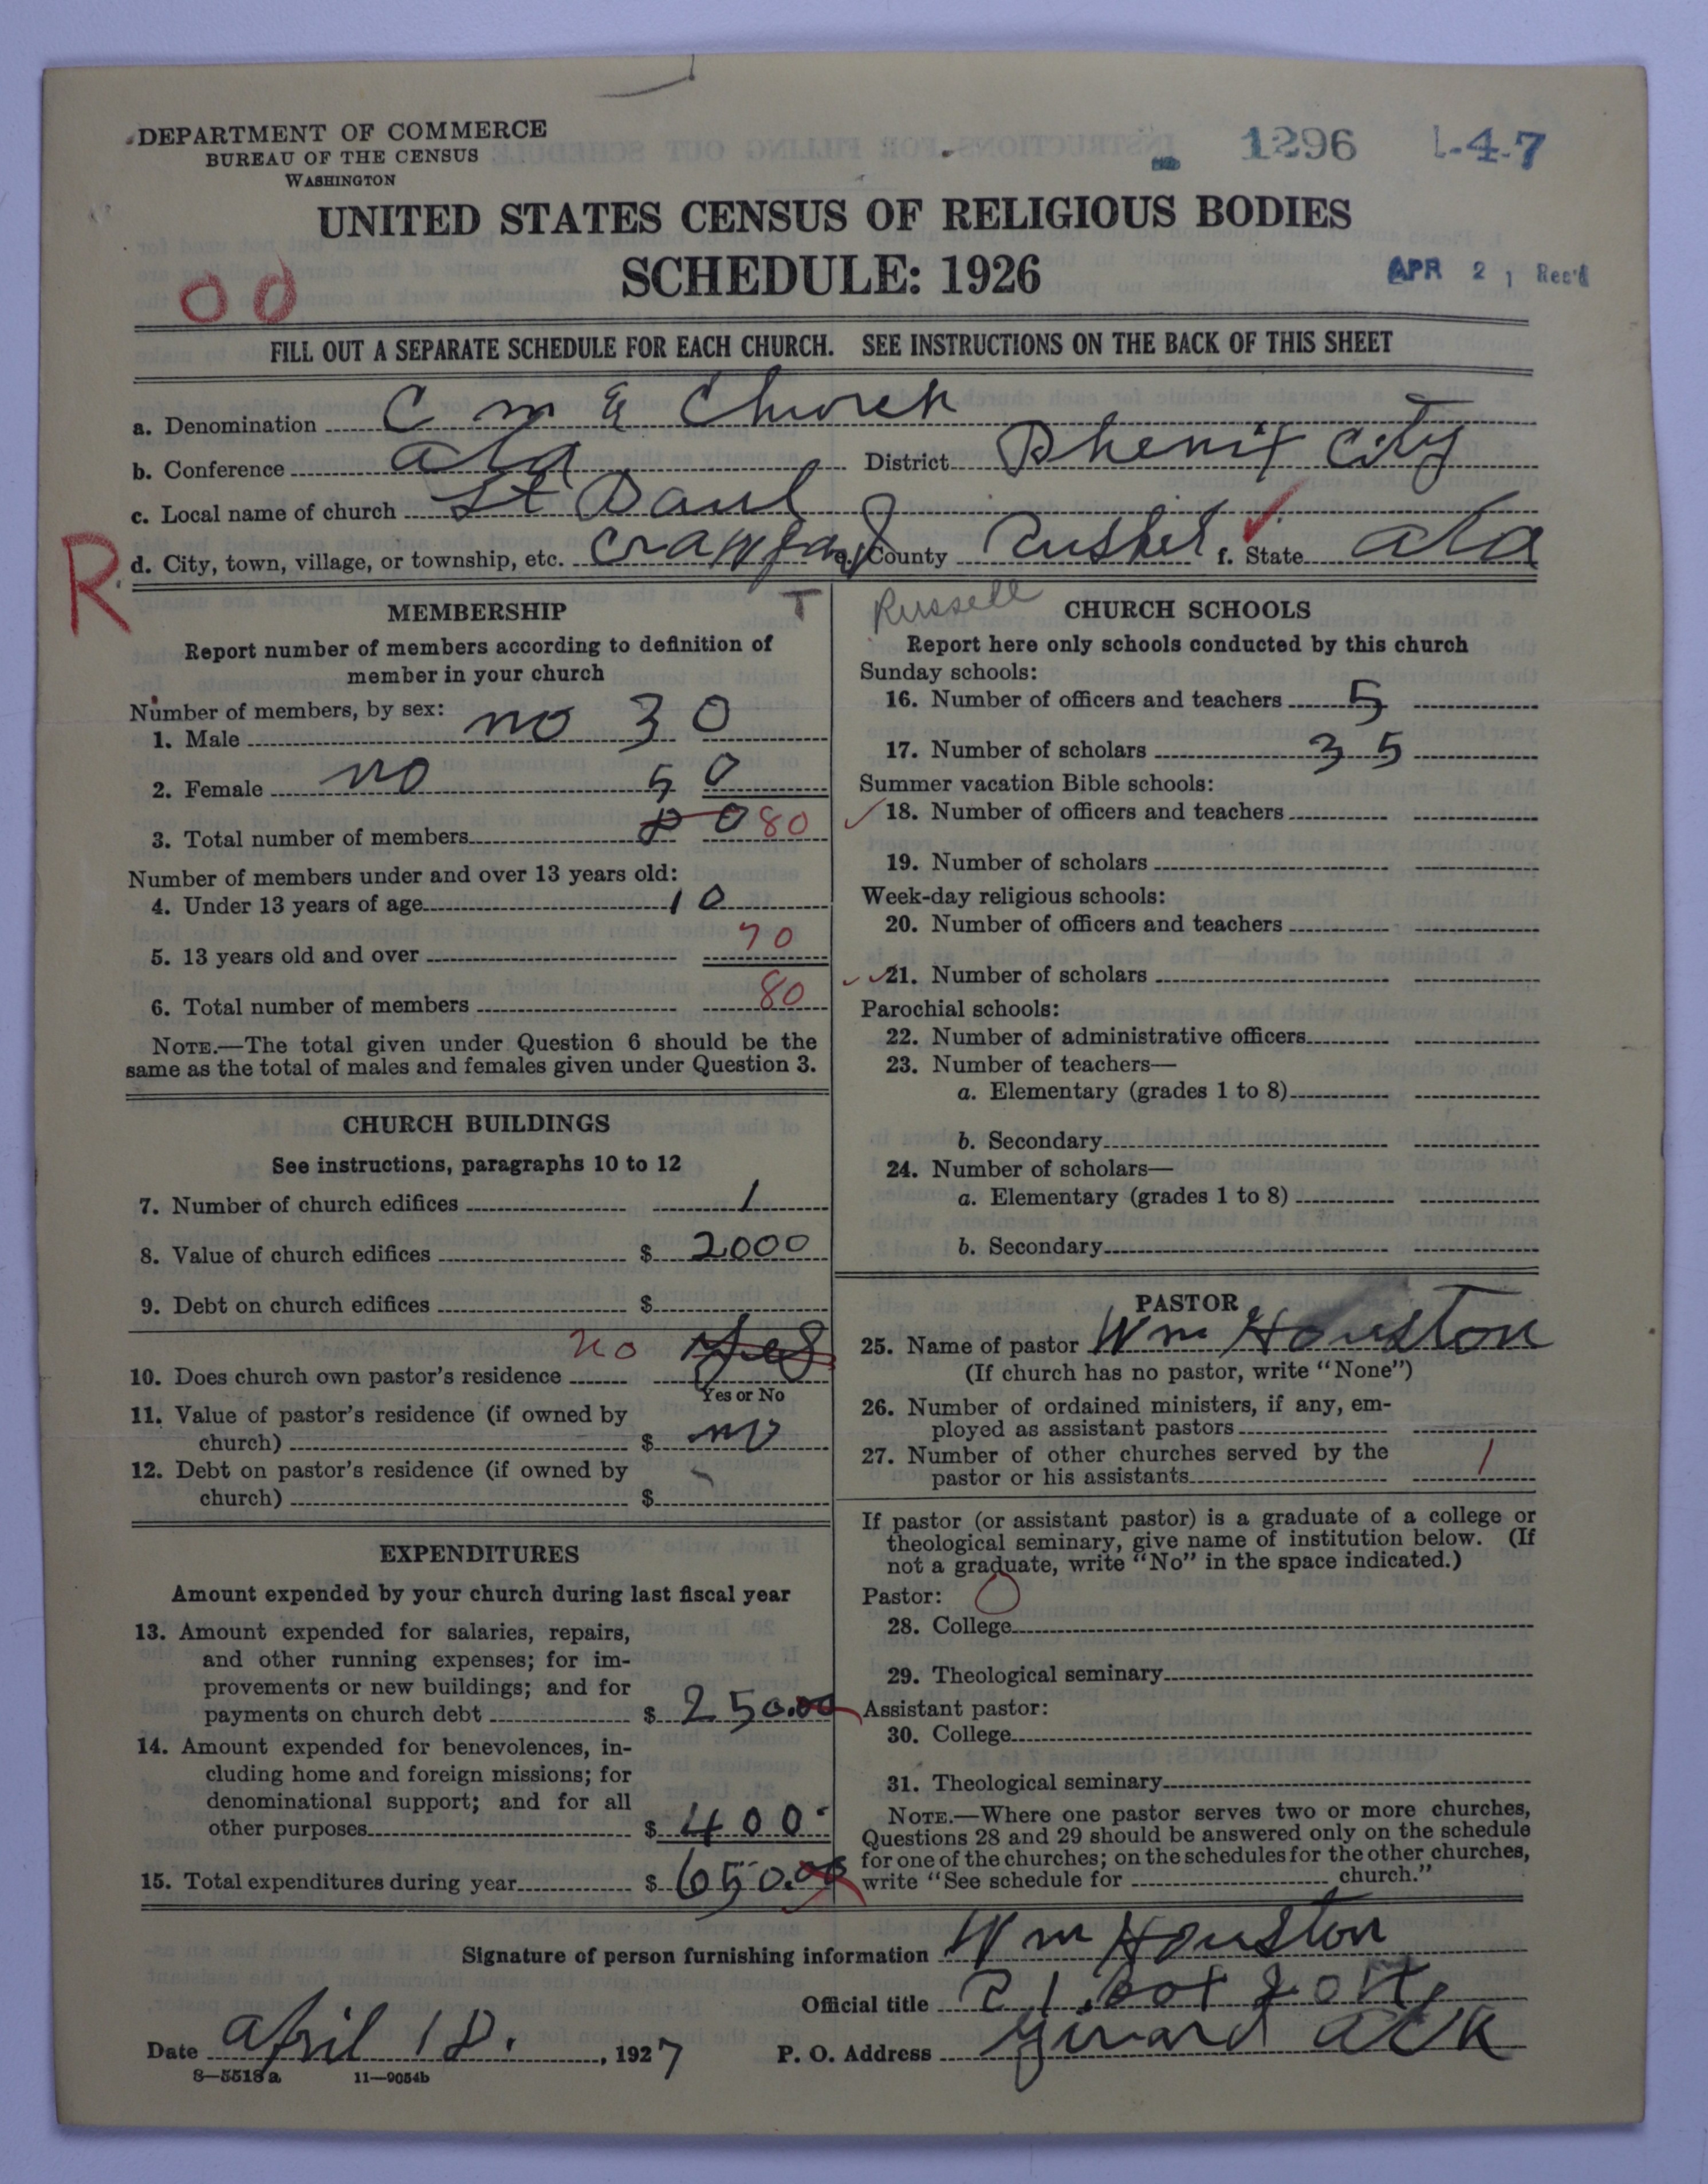 DEPARTMENT OF COMMERCE
BUREAU OF THE CENSUS
WASHINGTON
1296 1-4-7
UNITED STATES CENSUS OF RELIGIOUS BODIES
SCHEDULE: 1926
APR 21 Rec'd
00
FILL OUT A SEPARATE SCHEDULE FOR EACH CHURCH. SEE INSTRUCTIONS ON THE BACK OF THIS SHEET
a. Denomination C M E Church
b. Conference Ala District Phenix City
c. Local name of church St Paul
R
d. City, town, village, or township, etc. Crawford e. County Rushel f. State Ala
MEMBERSHIP T
Report number of members according to definition of
member in your church
Number of members, by sex:
1. Male no 30
2. Female no 50
3. Total number of members 80 80
Number of members under and over 13 years old:
4. Under 13 years of age 10
5. 13 years old and over 70
6. Total number of members 80
NOTE.—The total given under Question 6 should be the
same as the total of males and females given under Question 3.
CHURCH BUILDINGS
See instructions, paragraphs 10 to 12
7. Number of church edifices 1
8. Value of church edifices $ 2000
9. Debt on church edifices $
10. Does church own pastor's residence no Yes
Yes or No
11. Value of pastor's residence (if owned by
church) $ no
12. Debt on pastor's residence (if owned by
church) $
EXPENDITURES
Amount expended by your church during last fiscal year
13. Amount expended for salaries, repairs,
and other running expenses; for im-
provements or new buildings; and for
payments on church debt $ 250.00
14. Amount expended for benevolences, in-
cluding home and foreign missions; for
denominational support; and for all
other purposes $ 400
15. Total expenditures during year $ 650.00
Russell
CHURCH SCHOOLS
Report here only schools conducted by this church
Sunday schools:
16. Number of officers and teachers 5
17. Number of scholars 35
Summer vacation Bible schools:
18. Number of officers and teachers
19. Number of scholars
Week-day religious schools:
20. Number of officers and teachers
21. Number of scholars
Parochial schools:
22. Number of administrative officers
23. Number of teachers—
a. Elementary (grades 1 to 8)
b. Secondary
24. Number of scholars—
a. Elementary (grades 1 to 8)
b. Secondary
PASTOR
25. Name of pastor Wm Houston
(If church has no pastor, write "None")
26. Number of ordained ministers, if any, em-
ployed as assistant pastors
27. Number of other churches served by the
pastor or his assistants 1
If pastor (or assistant pastor) is a graduate of a college or
theological seminary, give name of institution below. (If
not a graduate, write "No" in the space indicated.)
Pastor: 0
28. College
29. Theological seminary
Assistant pastor:
30. College
31. Theological seminary
NOTE.—Where one pastor serves two or more churches,
Questions 28 and 29 should be answered only on the schedule
for one of the churches; on the schedules for the other churches,
write "See schedule for church."
Signature of person furnishing information Wm Houston
Official title
Date April 18, 1927 P. O. Address Girard
8—5518a 11—9054b